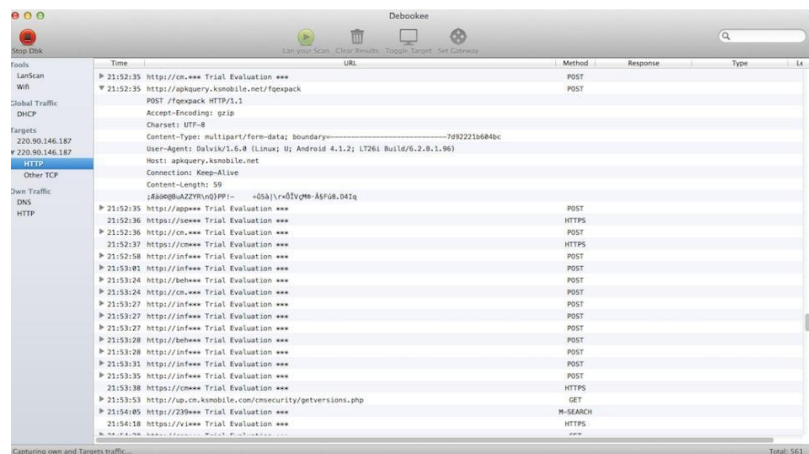 Debookee
Stop Dbk
Lan your Scan Clear Results Toggle Target Set Gateway
Tools
LanScan
Wifi
Global Traffic
DHCP
Targets
220.90.146.187
220.90.146.187
HTTP
Other TCP
Own Traffic
DNS
HTTP
Time URL Method Response Type
21:52:35 http://cm.*** Trial Evaluation *** POST
21:52:35 http://apkquery.ksmobile.net/fqexpack POST
POST /fqexpack HTTP/1.1
Accept-Encoding: gzip
Charset: UTF-8
Content-Type: multipart/form-data; boundary=---------------------------7d92221b604bc
User-Agent: Dalvik/1.6.0 (Linux; U; Android 4.1.2; LT26i Build/6.2.B.1.96)
Host: apkquery.ksmobile.net
Connection: Keep-Alive
Content-Length: 59
21:52:35 http://app*** Trial Evaluation *** POST
21:52:36 https://se*** Trial Evaluation *** HTTPS
21:52:36 http://cm.*** Trial Evaluation *** POST
21:52:37 https://cm*** Trial Evaluation *** HTTPS
21:52:58 http://inf*** Trial Evaluation *** POST
21:53:01 http://inf*** Trial Evaluation *** POST
21:53:24 http://beh*** Trial Evaluation *** POST
21:53:24 http://cm.*** Trial Evaluation *** POST
21:53:27 http://inf*** Trial Evaluation *** POST
21:53:27 http://inf*** Trial Evaluation *** POST
21:53:27 http://inf*** Trial Evaluation *** POST
21:53:28 http://beh*** Trial Evaluation *** POST
21:53:28 http://inf*** Trial Evaluation *** POST
21:53:31 http://inf*** Trial Evaluation *** POST
21:53:35 http://inf*** Trial Evaluation *** POST
21:53:38 https://cm*** Trial Evaluation *** HTTPS
21:53:53 http://up.cm.ksmobile.com/cmsecurity/getversions.php GET
21:54:05 http://239*** Trial Evaluation *** M-SEARCH
21:54:18 https://vi*** Trial Evaluation *** HTTPS
Capturing own and Targets traffic... Total: 561